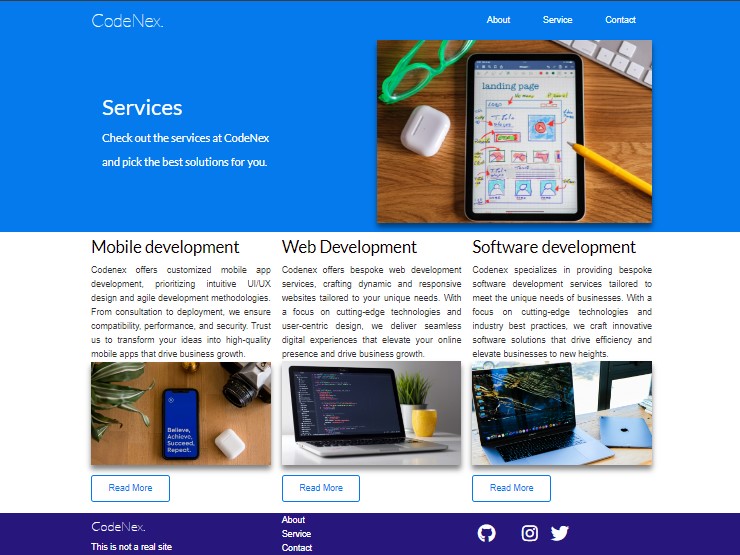 CodeNex.
About Service Contact
landing page
Services
Check out the services at CodeNex
and pick the best solutions for you.
Mobile development
Codenex offers customized mobile app
development, prioritizing intuitive UI/UX
design and agile development methodologies.
From consultation to deployment, we ensure
compatibility, performance, and security. Trust
us to transform your ideas into high-quality
mobile apps that drive business growth.
Believe,
Achieve,
Succeed,
Repeat.
Read More
Web Development
Codenex offers bespoke web development
services, crafting dynamic and responsive
websites tailored to your unique needs. With
a focus on cutting-edge technologies and
user-centric design, we deliver seamless
digital experiences that elevate your online
presence and drive business growth.
Read More
Software development
Codenex specializes in providing bespoke
software development services tailored to
meet the unique needs of businesses. With a
focus on cutting-edge technologies and
industry best practices, we craft innovative
software solutions that drive efficiency and
elevate businesses to new heights.
Read More
CodeNex.
This is not a real site
About
Service
Contact